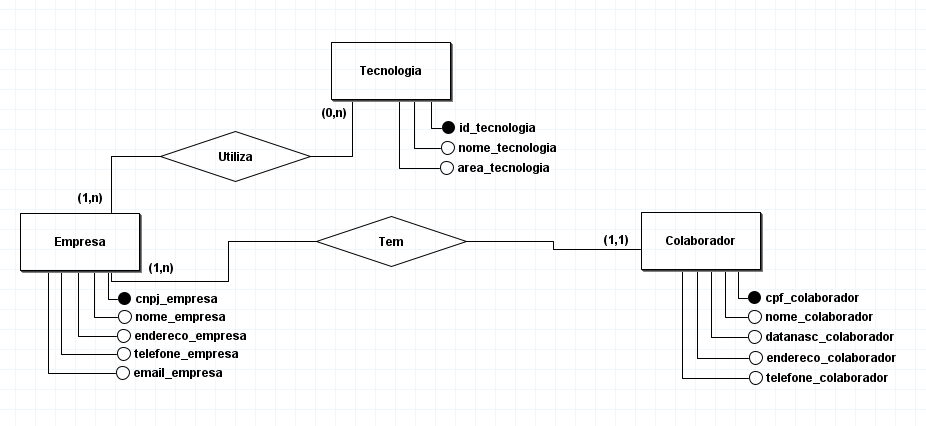 Tecnologia
(0,n)
id_tecnologia
nome_tecnologia
area_tecnologia
Utiliza
(1,n)
Empresa
(1,n)
Tem
(1,1)
Colaborador
cnpj_empresa
nome_empresa
endereco_empresa
telefone_empresa
email_empresa
cpf_colaborador
nome_colaborador
datanasc_colaborador
endereco_colaborador
telefone_colaborador